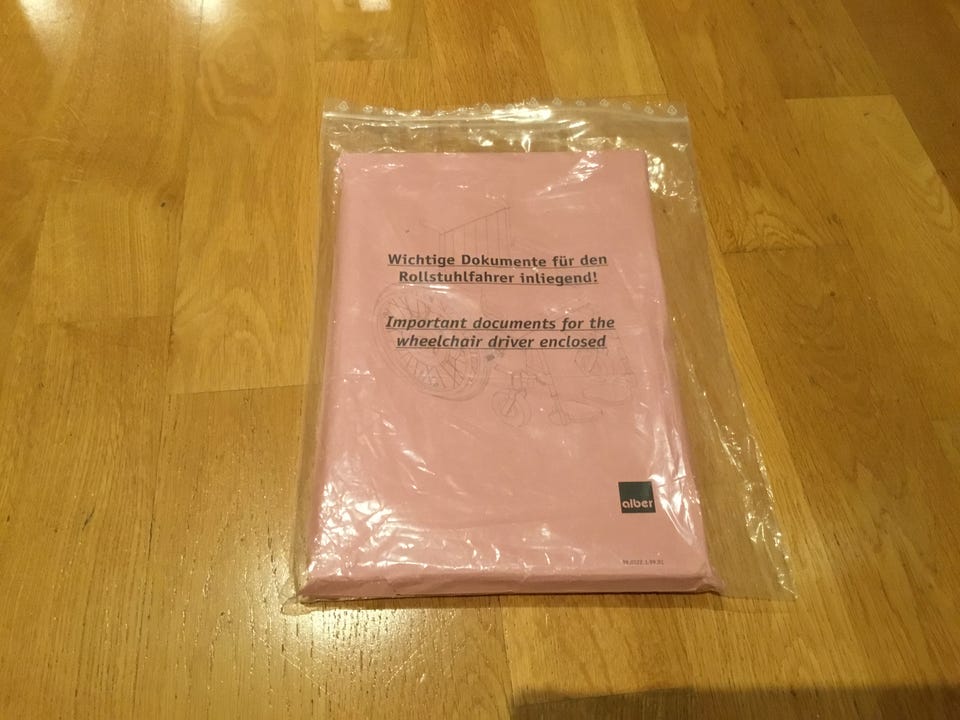 Wichtige Dokumente für den
Rollstuhlfahrer inliegend!
Important documents for the
wheelchair driver enclosed
alber